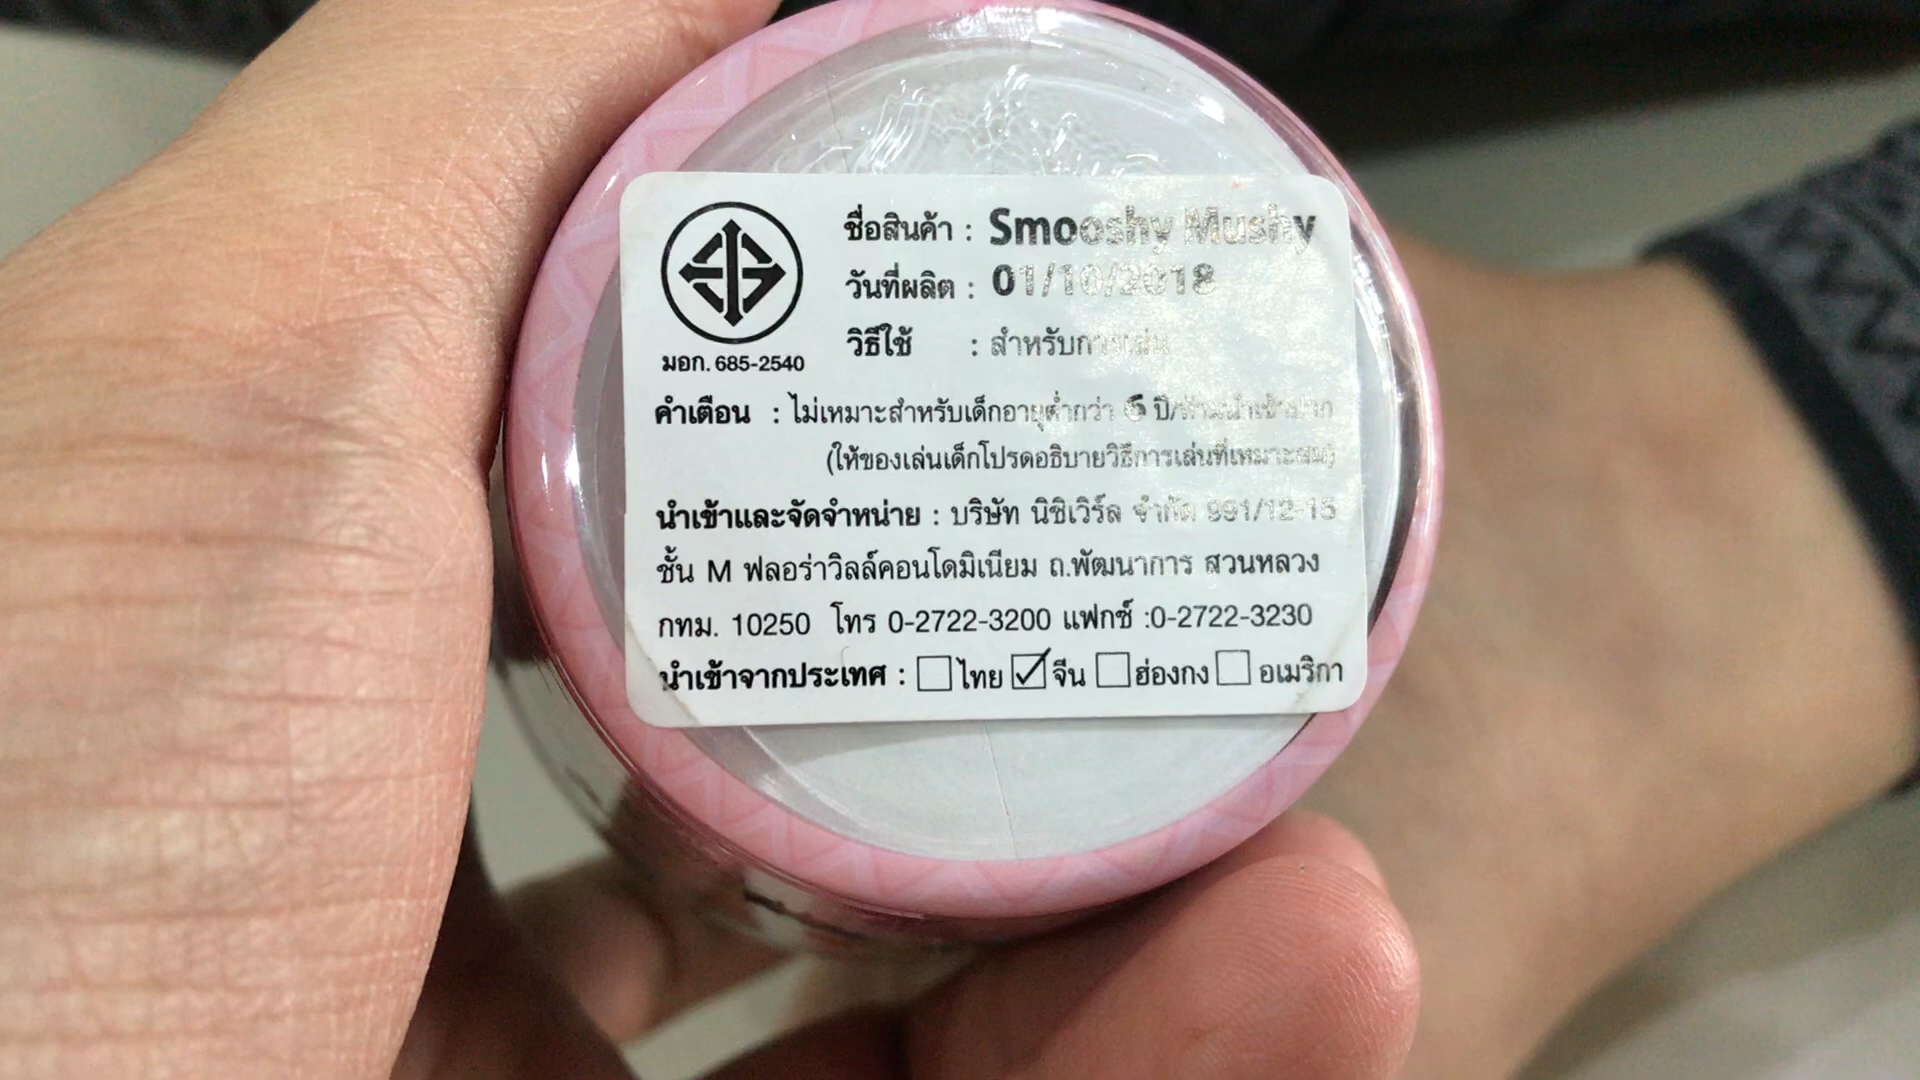 ชื่อสินค้า : Smooshy Mushy
วันที่ผลิต : 01/10/2018
วิธีใช้ : สำหรับการเล่น
มอก. 685-2540
คำเตือน : ไม่เหมาะสำหรับเด็กอายุต่ำกว่า 6 ปี/ห้ามนำเข้าปาก
(ให้ของเล่นเด็กโปรดอธิบายวิธีการเล่นที่เหมาะสม)
นำเข้าและจัดจำหน่าย : บริษัท นิชิเวิร์ล จำกัด 991/12-15
ชั้น M ฟลอร่าวิลล์คอนโดมิเนียม ถ.พัฒนาการ สวนหลวง
กทม. 10250 โทร 0-2722-3200 แฟกซ์ :0-2722-3230
นำเข้าจากประเทศ : ☐ ไทย ☑ จีน ☐ ฮ่องกง ☐ อเมริกา